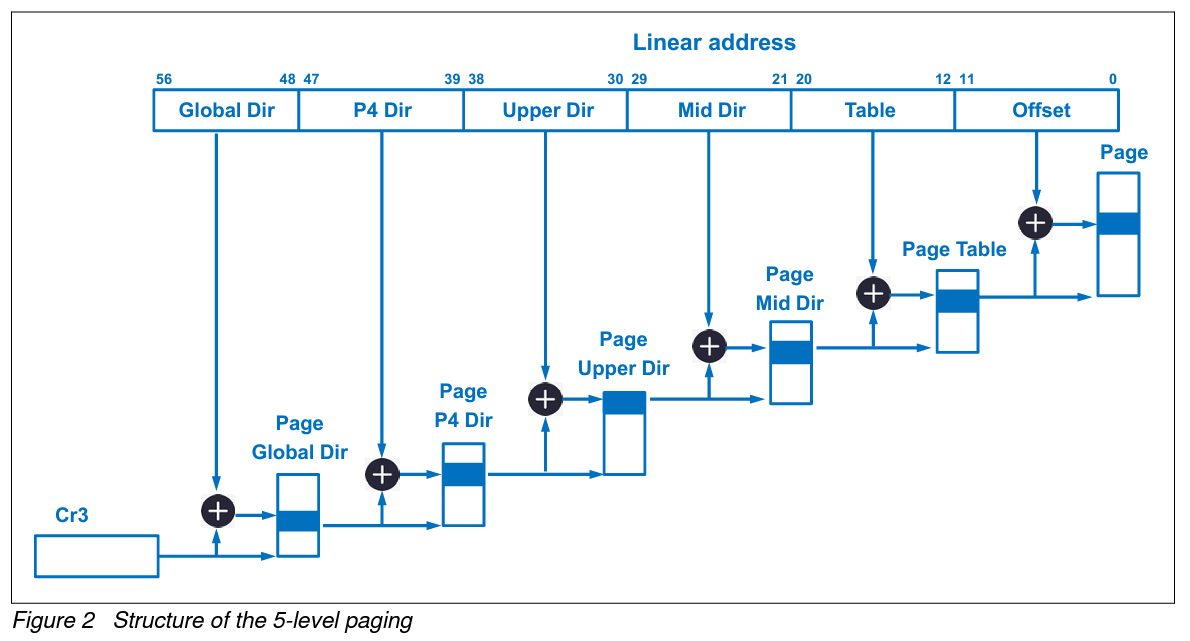 Linear address
56 48 47 39 38 30 29 21 20 12 11 0
Global Dir P4 Dir Upper Dir Mid Dir Table Offset
Page
Page Table
Page
Mid Dir
Page
Upper Dir
Page
P4 Dir
Page
Global Dir
Cr3
Figure 2 Structure of the 5-level paging